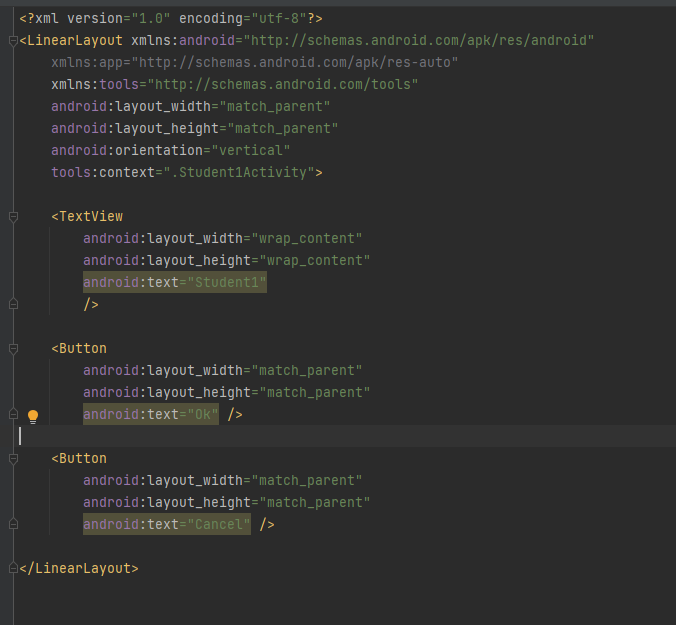 <?xml version="1.0" encoding="utf-8"?>
<LinearLayout xmlns:android="http://schemas.android.com/apk/res/android"
    xmlns:app="http://schemas.android.com/apk/res-auto"
    xmlns:tools="http://schemas.android.com/tools"
    android:layout_width="match_parent"
    android:layout_height="match_parent"
    android:orientation="vertical"
    tools:context=".Student1Activity">

    <TextView
        android:layout_width="wrap_content"
        android:layout_height="wrap_content"
        android:text="Student1"
        />

    <Button
        android:layout_width="match_parent"
        android:layout_height="match_parent"
        android:text="Ok" />

    <Button
        android:layout_width="match_parent"
        android:layout_height="match_parent"
        android:text="Cancel" />

</LinearLayout>